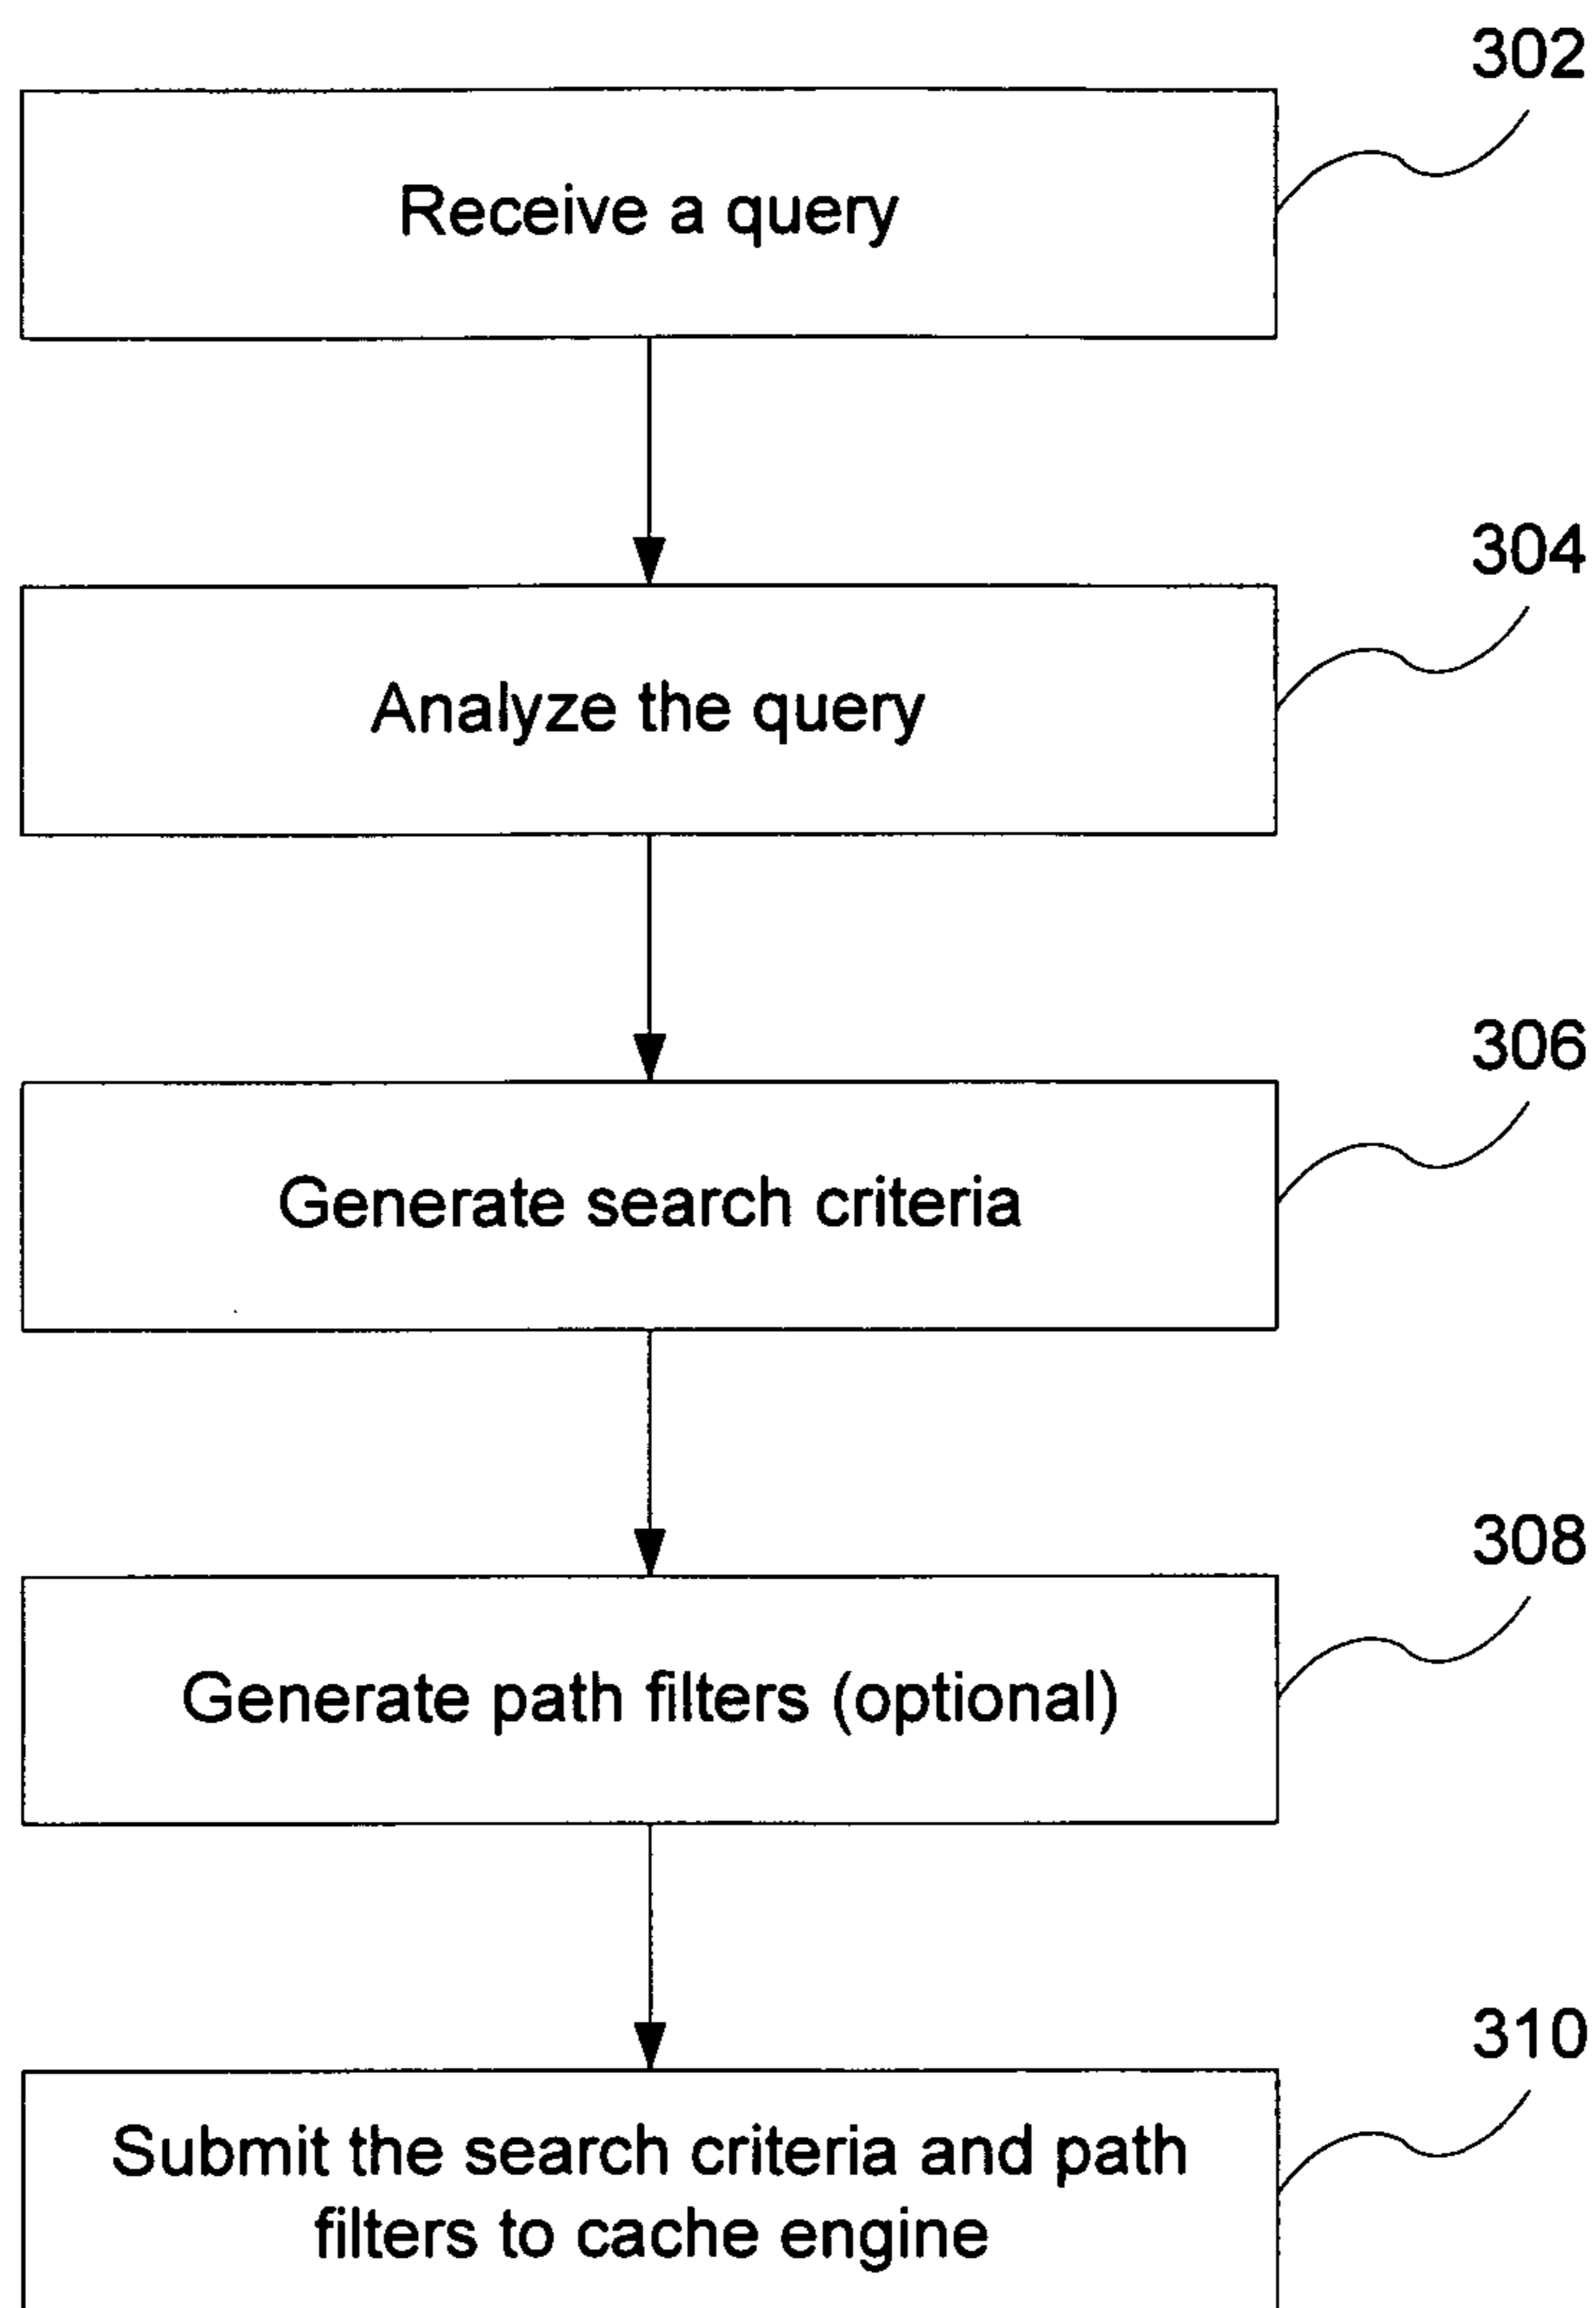 302
Receive a query
304
Analyze the query
306
Generate search criteria
308
Generate path filters (optional)
310
Submit the search criteria and path
filters to cache engine